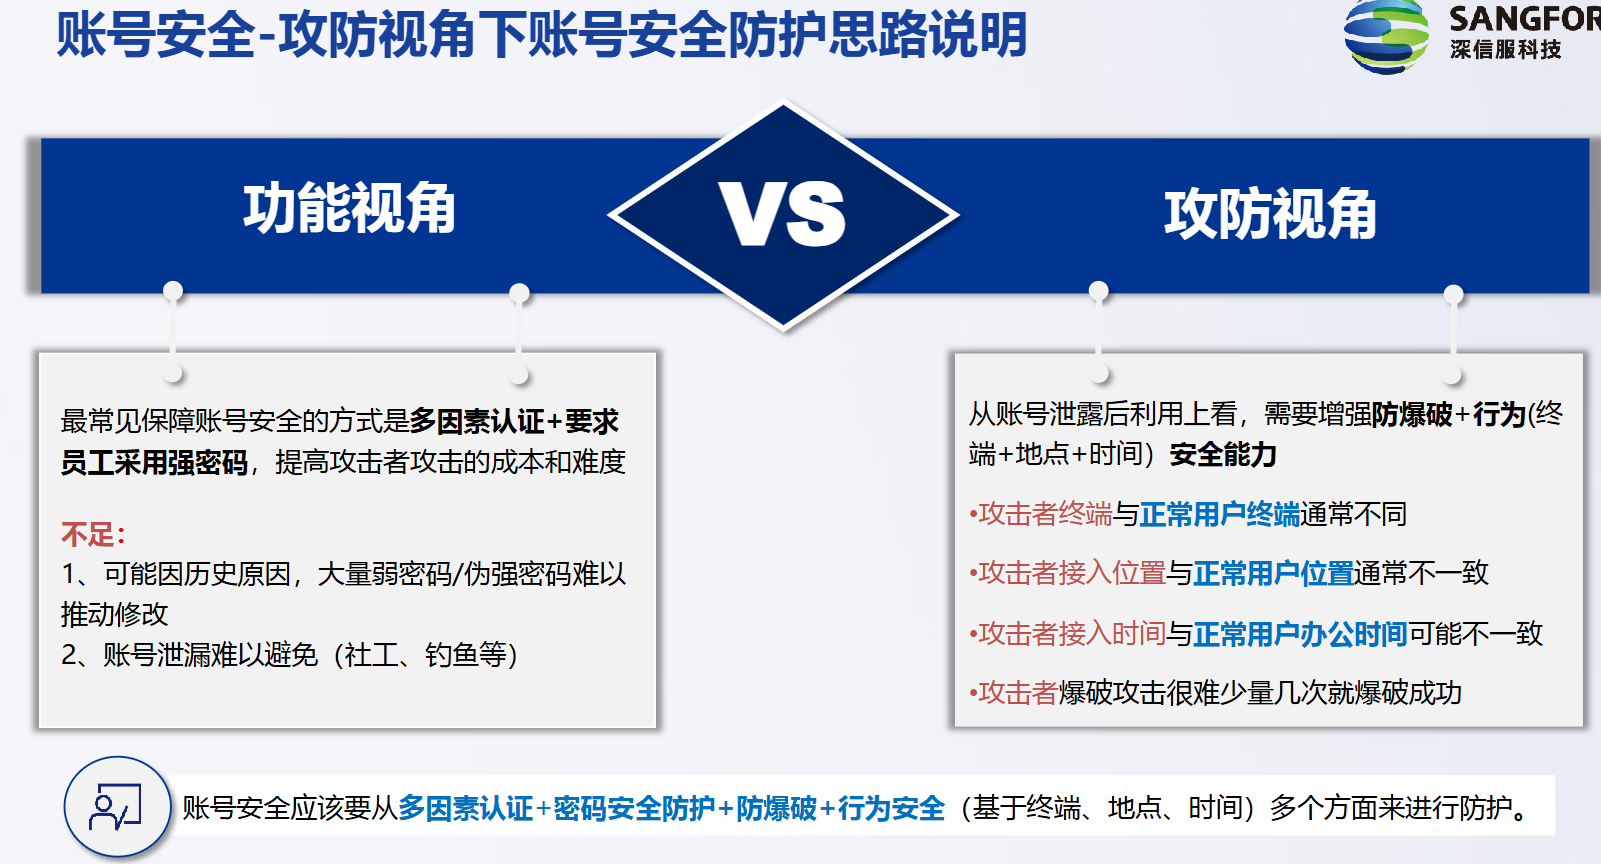 账号安全-攻防视角下账号安全防护思路说明
SANGFOR
深信服科技
功能视角
VS
攻防视角
最常见保障账号安全的方式是多因素认证+要求
员工采用强密码，提高攻击者攻击的成本和难度
不足：
1、可能因历史原因，大量弱密码/伪强密码难以
推动修改
2、账号泄漏难以避免（社工、钓鱼等）
从账号泄露后利用上看，需要增强防爆破+行为(终
端+地点+时间）安全能力
•攻击者终端与正常用户终端通常不同
•攻击者接入位置与正常用户位置通常不一致
•攻击者接入时间与正常用户办公时间可能不一致
•攻击者爆破攻击很难少量几次就爆破成功
账号安全应该要从多因素认证+密码安全防护+防爆破+行为安全（基于终端、地点、时间）多个方面来进行防护。